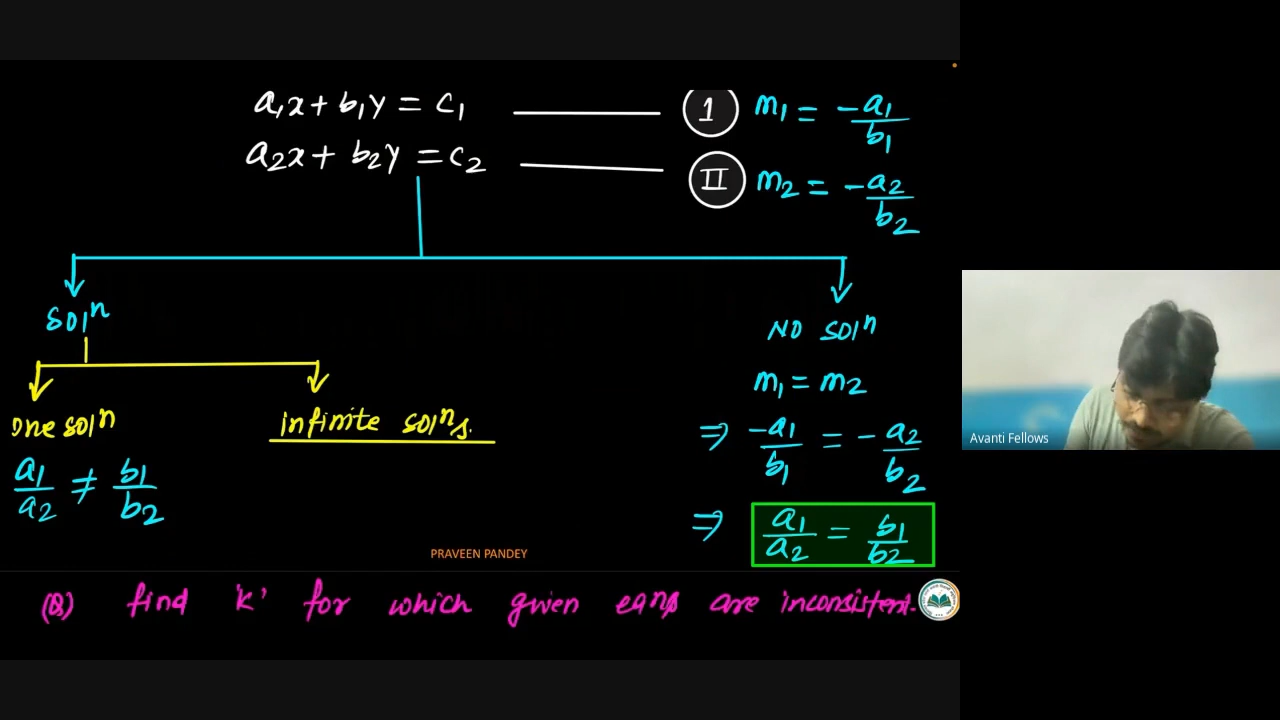 a₁x + b₁y = c₁ ——— I m₁ = -a₁/b₁
a₂x + b₂y = c₂ ——— II m₂ = -a₂/b₂
Solⁿ
NO Solⁿ
One solⁿ
infinite solⁿs.
a₁/a₂ ≠ b₁/b₂
m₁ = m₂
⇒ -a₁/b₁ = -a₂/b₂
⇒ a₁/a₂ = b₁/b₂
PRAVEEN PANDEY
(Q) find 'k' for which given eqns are inconsistent.
Avanti Fellows